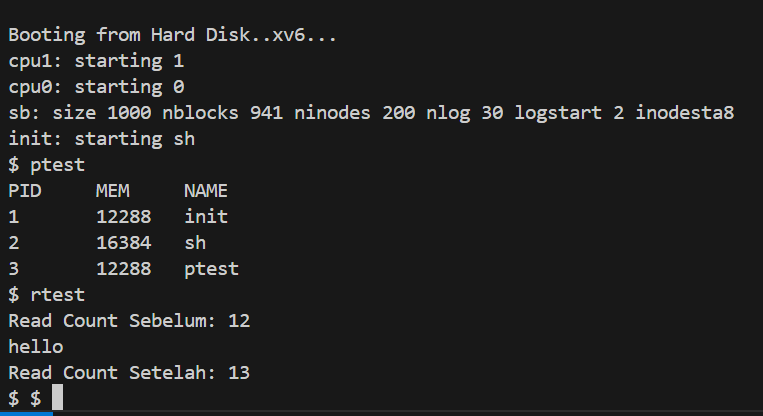 Booting from Hard Disk..xv6...
cpu1: starting 1
cpu0: starting 0
sb: size 1000 nblocks 941 ninodes 200 nlog 30 logstart 2 inodesta8
init: starting sh
$ ptest
PID     MEM     NAME
1       12288   init
2       16384   sh
3       12288   ptest
$ rtest
Read Count Sebelum: 12
hello
Read Count Setelah: 13
$ $